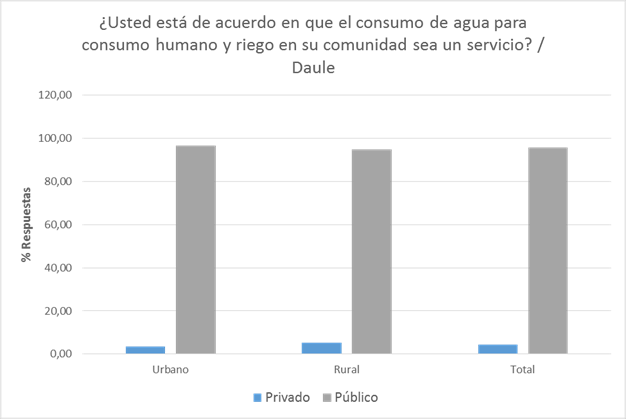 ¿Usted está de acuerdo en que el consumo de agua para
consumo humano y riego en su comunidad sea un servicio? /
Daule
% Respuestas
120,00
100,00
80,00
60,00
40,00
20,00
0,00
Urbano Rural Total
Privado Público